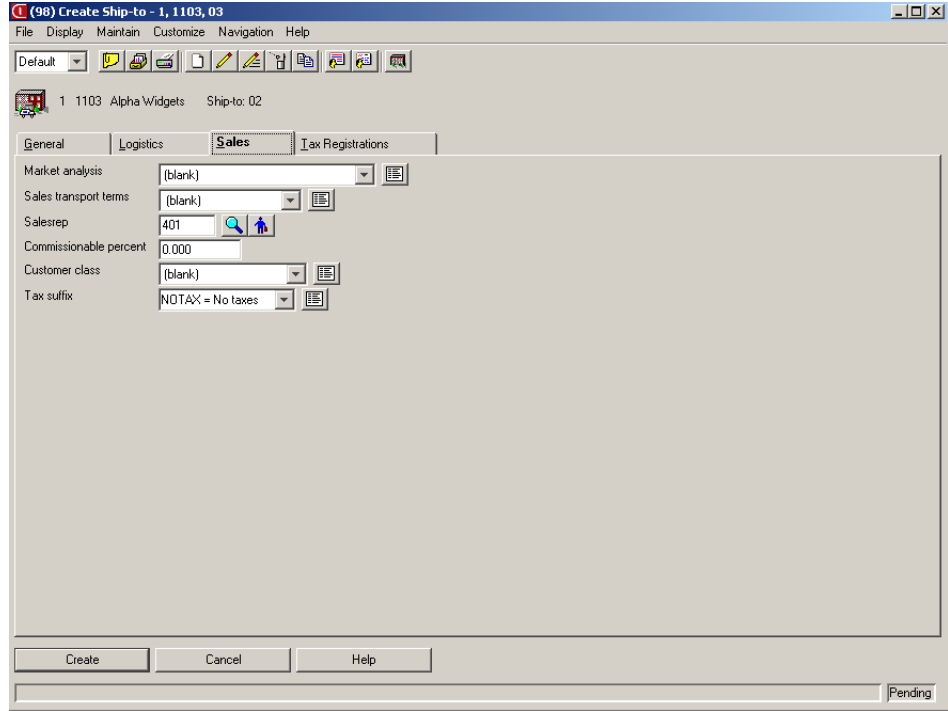 (98) Create Ship-to - 1, 1103, 03
File Display Maintain Customize Navigation Help
Default
1 1103 Alpha Widgets Ship-to: 02
General Logistics Sales Tax Registrations
Market analysis (blank)
Sales transport terms (blank)
Salesrep 401
Commissionable percent 0.000
Customer class (blank)
Tax suffix NOTAX = No taxes
Create Cancel Help
Pending